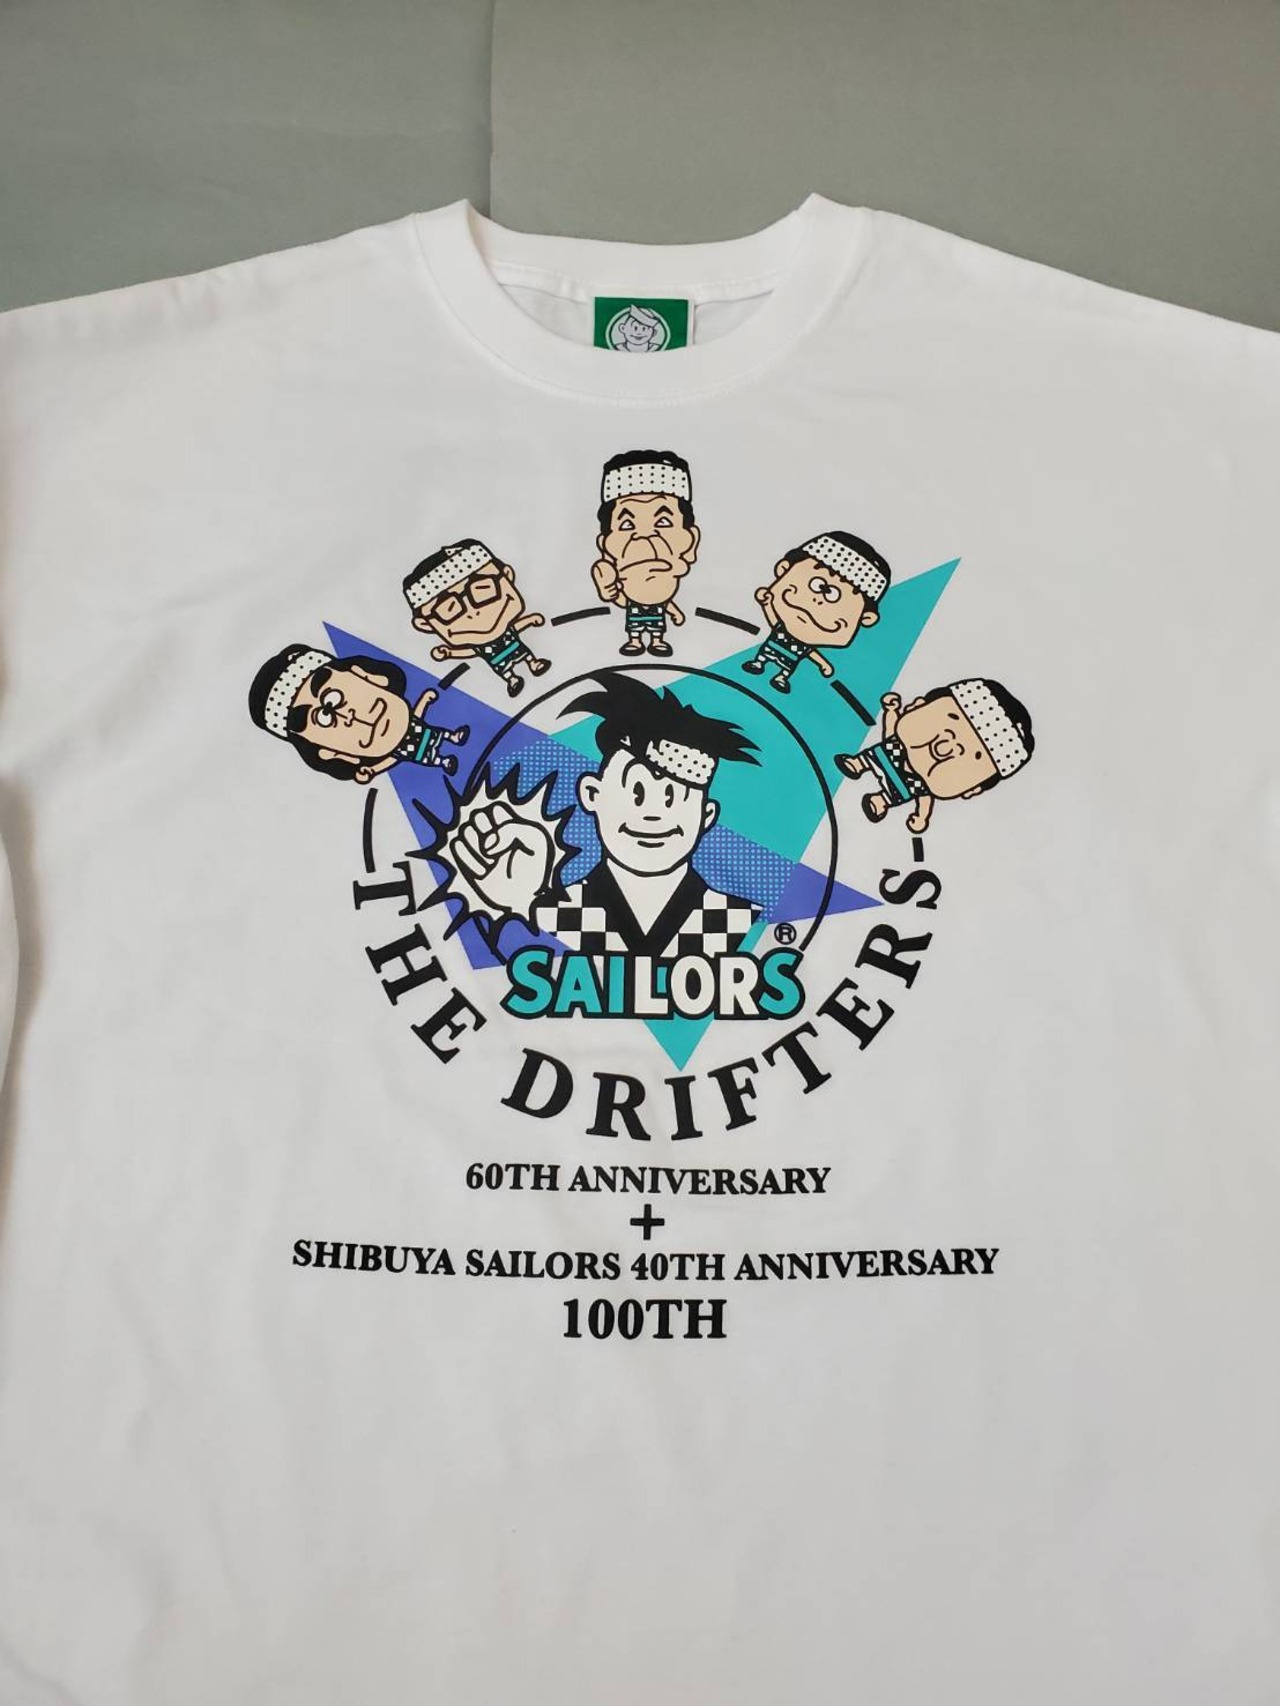 SAILORS®
THE DRIFTERS
60TH ANNIVERSARY
+
SHIBUYA SAILORS 40TH ANNIVERSARY
100TH